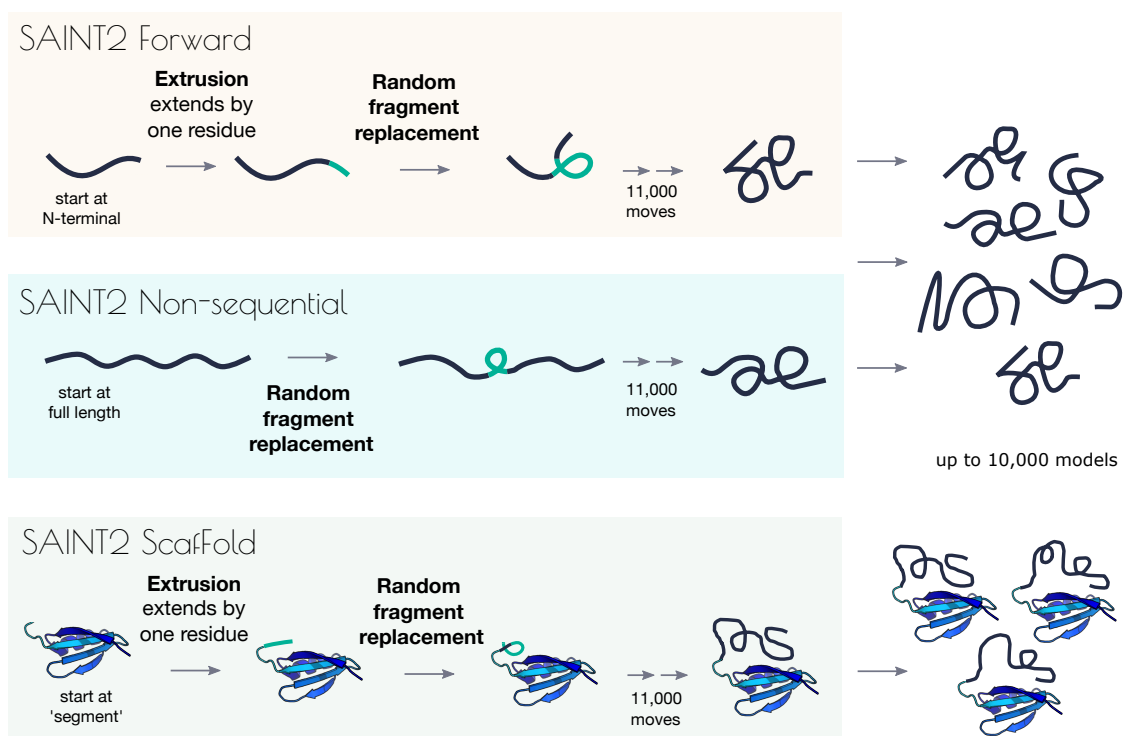 SAINT2 Forward
Extrusion
extends by
one residue
Random
fragment
replacement
start at
N-terminal
11,000
moves
SAINT2 Non-sequential
start at
full length
Random
fragment
replacement
11,000
moves
up to 10,000 models
SAINT2 ScafFold
Extrusion
extends by
one residue
Random
fragment
replacement
start at
'segment'
11,000
moves